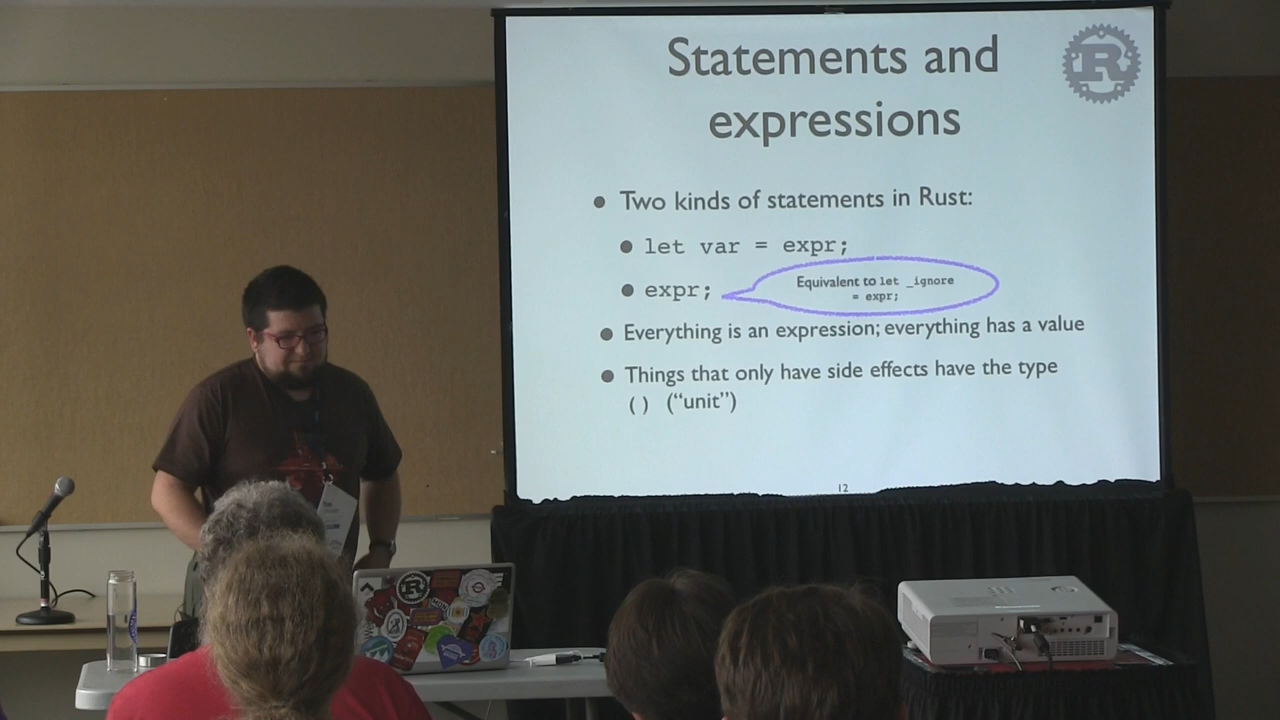 Statements and
expressions
R
Two kinds of statements in Rust:
let var = expr;
expr;
Equivalent to let _ignore
= expr;
Everything is an expression; everything has a value
Things that only have side effects have the type
() (“unit”)
12